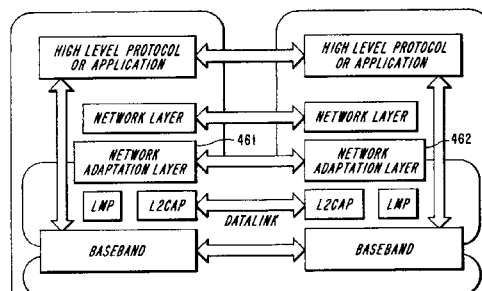 HIGH LEVEL PROTOCOL
OR APPLICATION
HIGH LEVEL PROTOCOL
OR APPLICATION
NETWORK LAYER
NETWORK LAYER
461
462
NETWORK
ADAPTATION LAYER
NETWORK
ADAPTATION LAYER
LMP
L2CAP
DATALINK
L2CAP
LMP
BASEBAND
BASEBAND